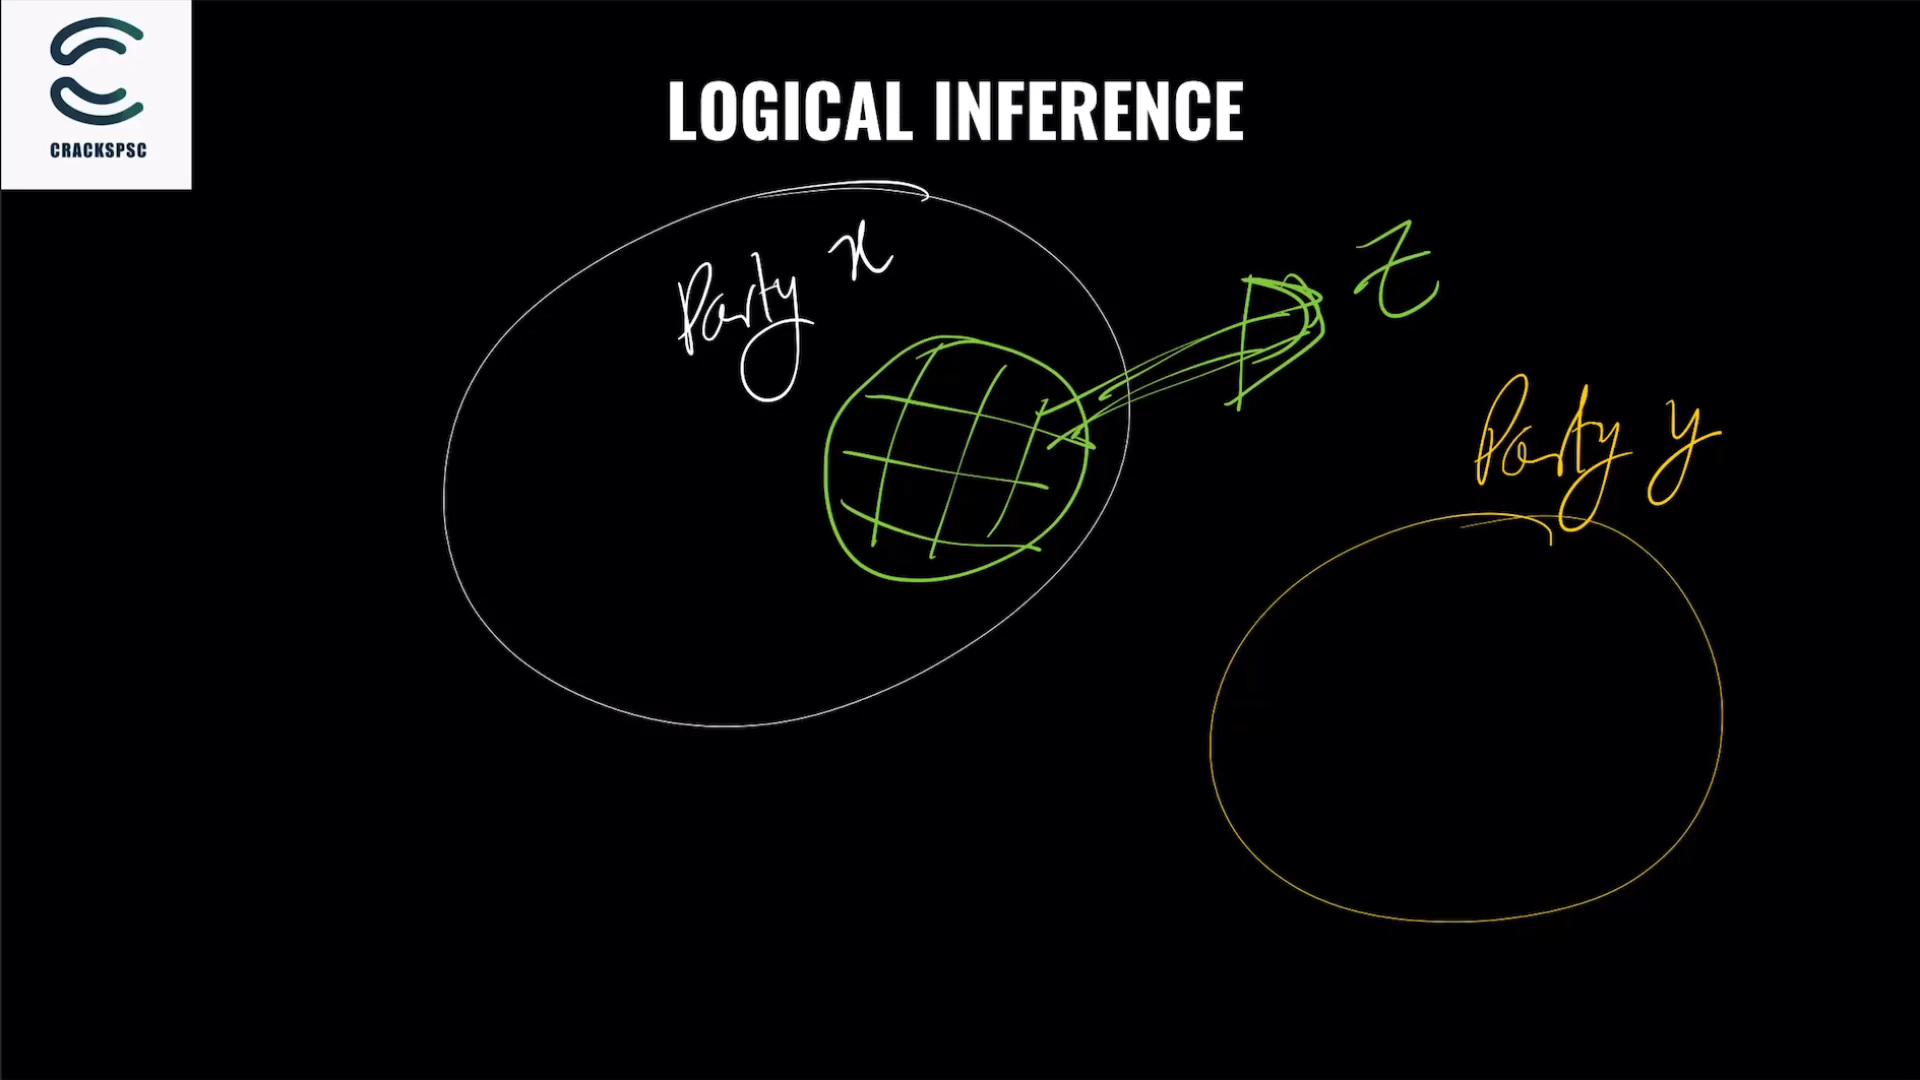 CRACKSPSC
LOGICAL INFERENCE
Party x
z
Party y